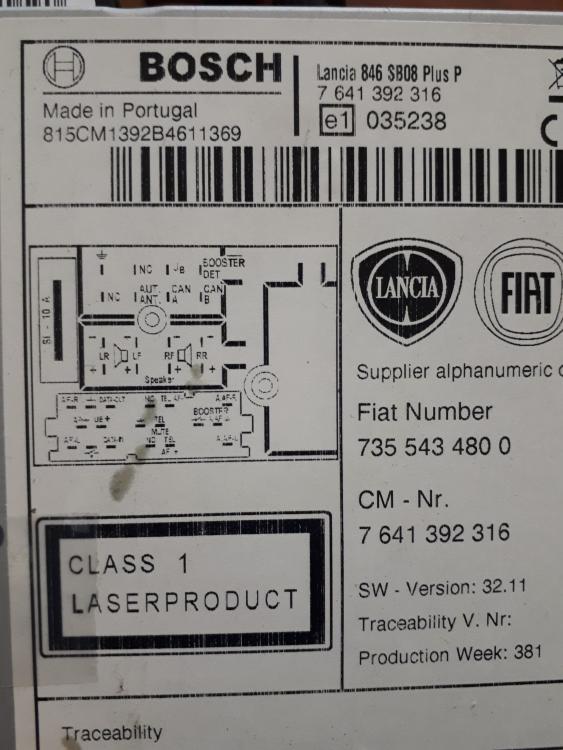 BOSCH
Lancia 846 SB08 Plus P
7 641 392 316
e1 035238
Made in Portugal
815CM1392B4611369
NC BOOSTER
DET
NC AUT. ANT. CAN A CAN B
SI - 10 A
LR LF RF RR
Speaker
BOOSTER
TEL
MUTE
TEL
LANCIA
FIAT
Supplier alphanumeric
Fiat Number
735 543 480 0
CM - Nr.
7 641 392 316
CLASS 1
LASERPRODUCT
SW - Version: 32.11
Traceability V. Nr:
Production Week: 381
Traceability